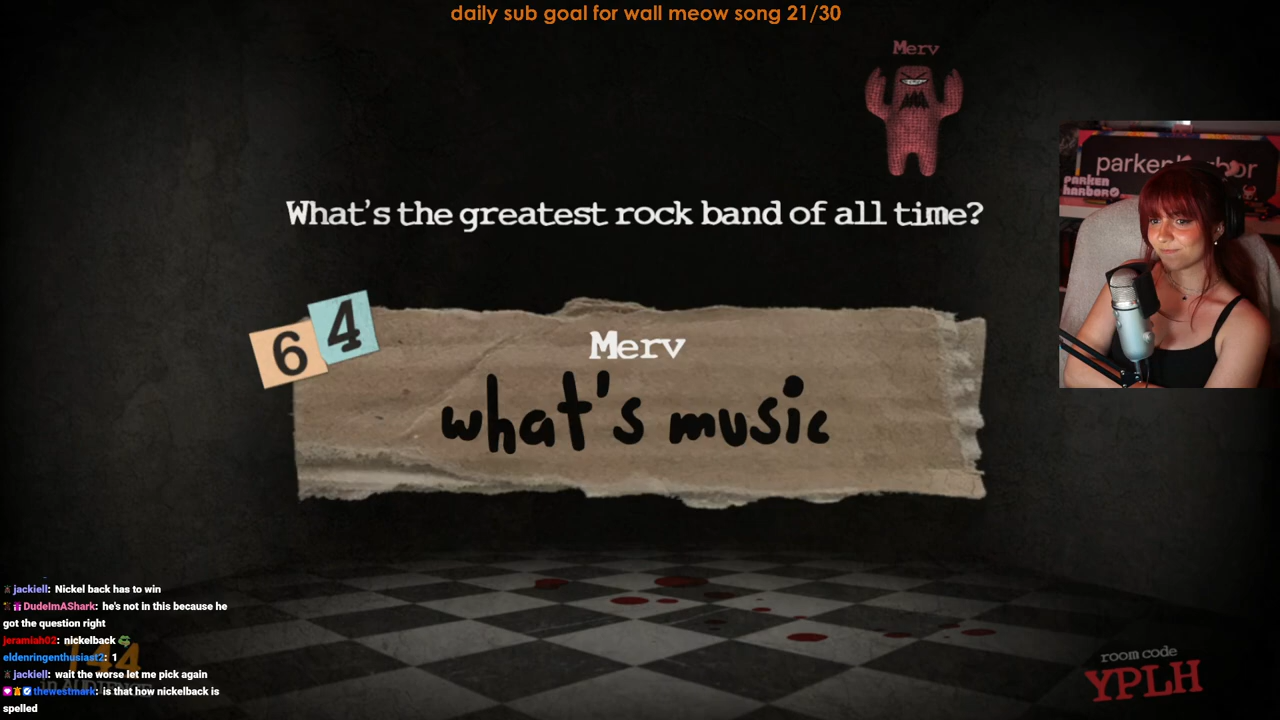 daily sub goal for wall meow song 21/30
Merv
parkenharbor
PARKEN
HARBOR
What's the greatest rock band of all time?
6 4
Merv
what's music
jackiell: Nickel back has to win
DudeImAShark: he's not in this because he
got the question right
jeramiah02: nickelback
eldenringenthusiast2: 1
jackiell: wait the worse let me pick again
thewestmark: is that how nickelback is
spelled
room code
YPLH